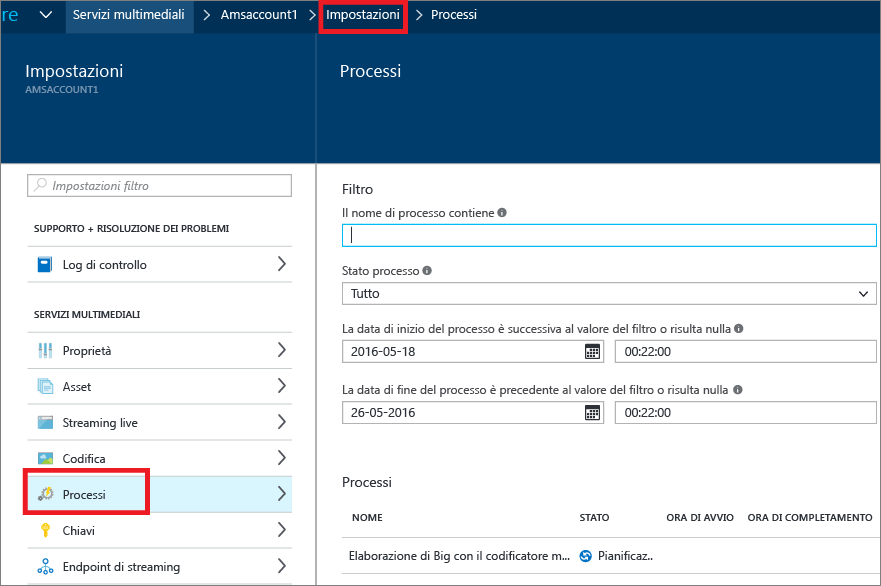 re Servizi multimediali > Amsaccount1 > Impostazioni > Processi
Impostazioni
AMSACCOUNT1
Impostazioni filtro
SUPPORTO + RISOLUZIONE DEI PROBLEMI
Log di controllo
SERVIZI MULTIMEDIALI
Proprietà
Asset
Streaming live
Codifica
Processi
Chiavi
Endpoint di streaming
Processi
Filtro
Il nome di processo contiene
Stato processo
Tutto
La data di inizio del processo è successiva al valore del filtro o risulta nulla
2016-05-18 00:22:00
La data di fine del processo è precedente al valore del filtro o risulta nulla
26-05-2016 00:22:00
Processi
NOME STATO ORA DI AVVIO ORA DI COMPLETAMENTO
Elaborazione di Big con il codificatore m... Pianificaz..